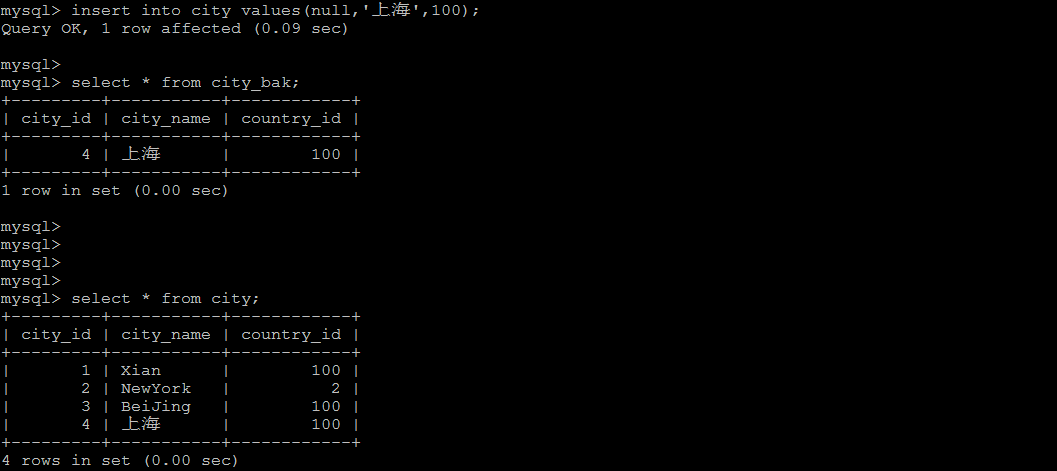 mysql> insert into city values(null,'上海',100);
Query OK, 1 row affected (0.09 sec)
mysql>
mysql> select * from city_bak;
+---------+-----------+------------+
| city_id | city_name | country_id |
+---------+-----------+------------+
|       4 | 上海      |        100 |
+---------+-----------+------------+
1 row in set (0.00 sec)
mysql>
mysql>
mysql>
mysql>
mysql> select * from city;
+---------+-----------+------------+
| city_id | city_name | country_id |
+---------+-----------+------------+
|       1 | Xian      |        100 |
|       2 | NewYork   |          2 |
|       3 | BeiJing   |        100 |
|       4 | 上海      |        100 |
+---------+-----------+------------+
4 rows in set (0.00 sec)